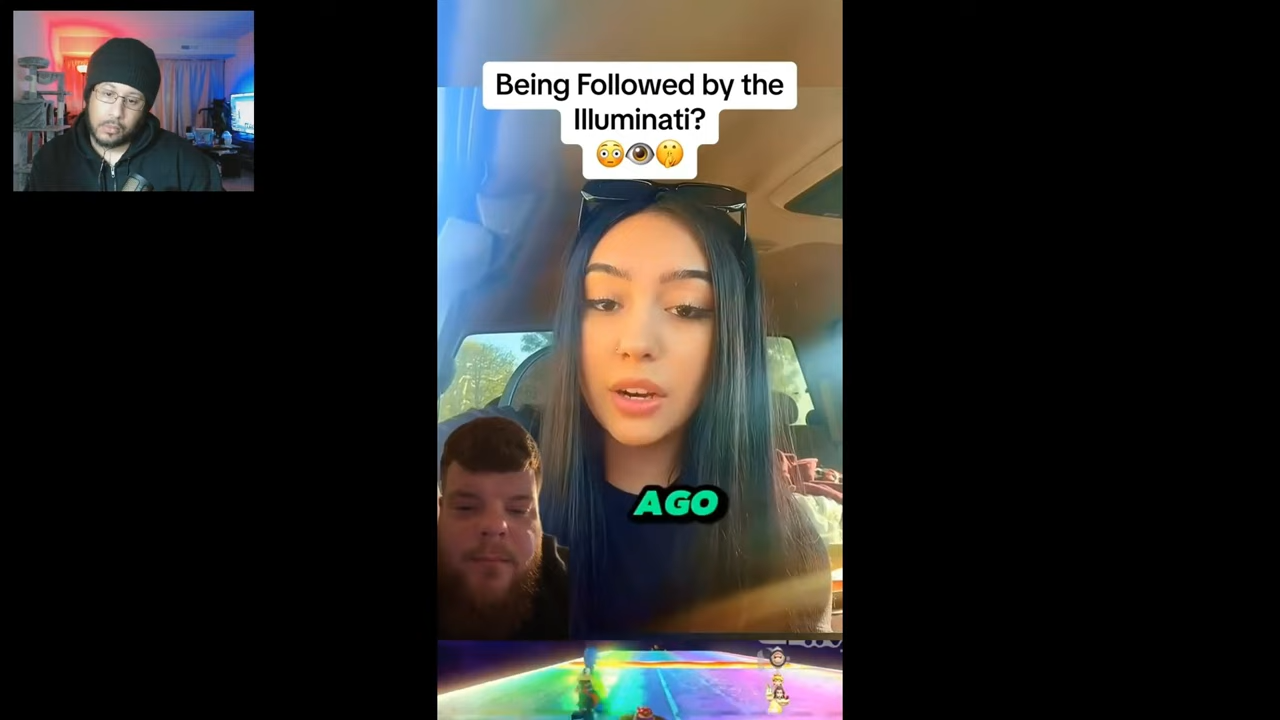 Being Followed by the
Illuminati?
😳👁️🤫
AGO